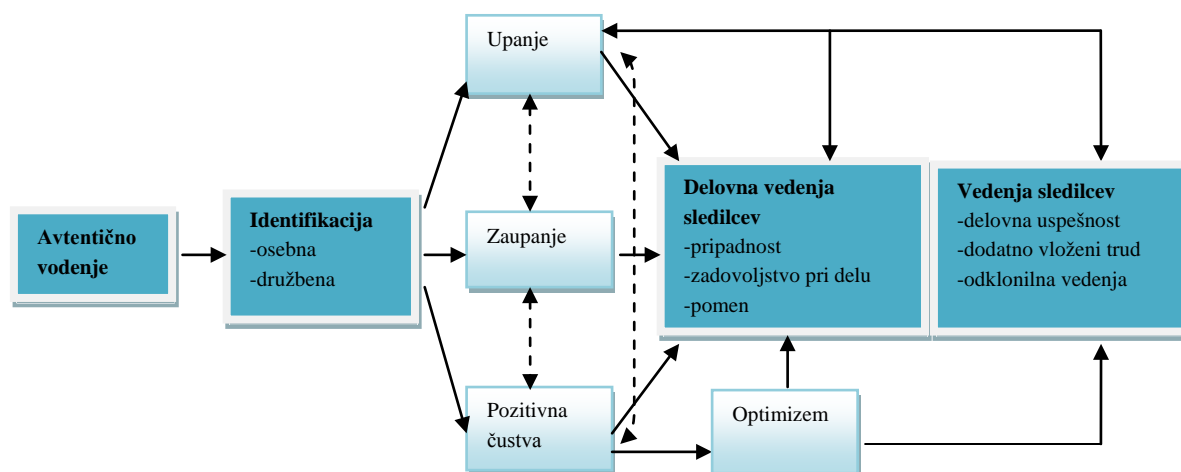 Avtentično
vodenje
Identifikacija
-osebna
-družbena
Upanje
Zaupanje
Pozitivna
čustva
Delovna vedenja
sledilcev
-pripadnost
-zadovoljstvo pri delu
-pomen
Optimizem
Vedenja sledilcev
-delovna uspešnost
-dodatno vloženi trud
-odklonilna vedenja